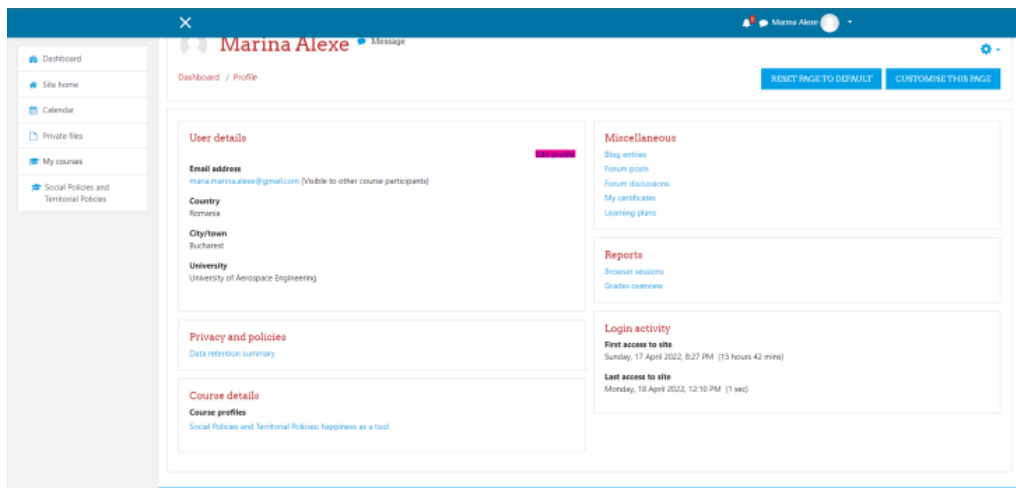 Marina Alexe
Marina Alexe Message
Dashboard
Site home
Calendar
Private files
My courses
Social Policies and
Territorial Policies
Dashboard / Profile
RESET PAGE TO DEFAULT
CUSTOMISE THIS PAGE
User details
Edit profile
Email address
maria.marina.alexe@gmail.com (Visible to other course participants)
Country
Romania
City/town
Bucharest
University
University of Aerospace Engineering
Privacy and policies
Data retention summary
Course details
Course profiles
Social Policies and Territorial Policies: happiness as a tool
Miscellaneous
Blog entries
Forum posts
Forum discussions
My certificates
Learning plans
Reports
Browser sessions
Grades overview
Login activity
First access to site
Sunday, 17 April 2022, 8:27 PM (15 hours 42 mins)
Last access to site
Monday, 18 April 2022, 12:10 PM (1 sec)